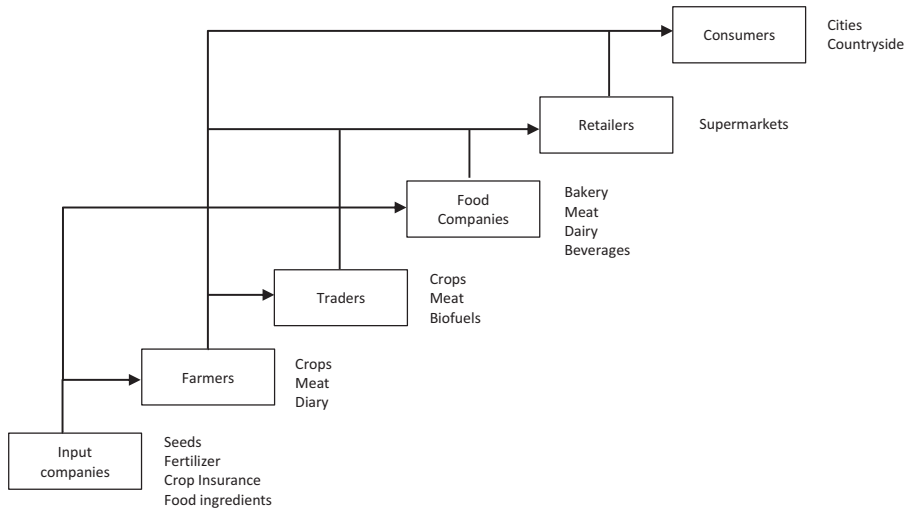 Consumers
Cities
Countryside
Retailers
Supermarkets
Food
Companies
Bakery
Meat
Dairy
Beverages
Traders
Crops
Meat
Biofuels
Farmers
Crops
Meat
Diary
Input
companies
Seeds
Fertilizer
Crop Insurance
Food ingredients